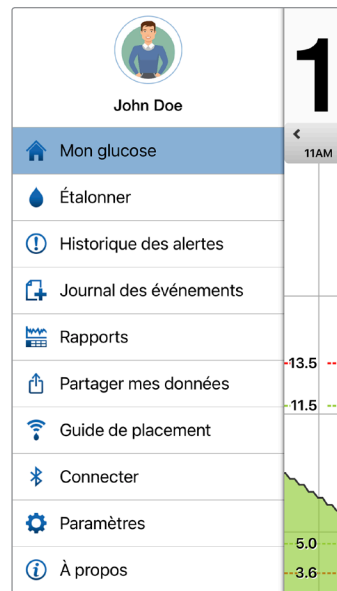 John Doe
Mon glucose
Étalonner
Historique des alertes
Journal des événements
Rapports
Partager mes données
Guide de placement
Connecter
Paramètres
À propos
1
11AM
13.5
11.5
5.0
3.6